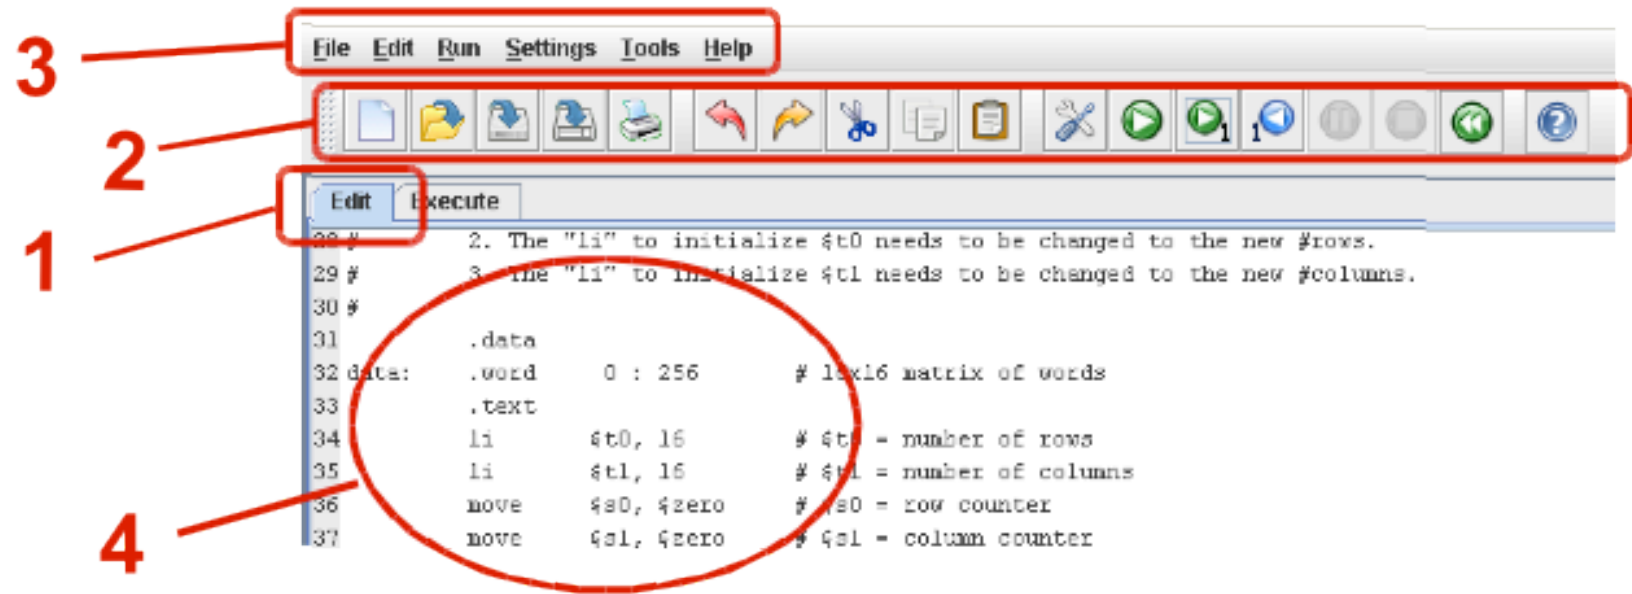 3
File Edit Run Settings Tools Help
2
1 1
1
Edit Execute
28 # 2. The "li" to initialize $t0 needs to be changed to the new #rows.
29 # 3. The "li" to initialize $t1 needs to be changed to the new #columns.
30 #
31 .data
32 data: .word 0 : 256 # 16x16 matrix of words
33 .text
34 li $t0, 16 # $t0 = number of rows
35 li $t1, 16 # $t1 = number of columns
36 move $s0, $zero # $s0 = row counter
37 move $s1, $zero # $s1 = column counter
4